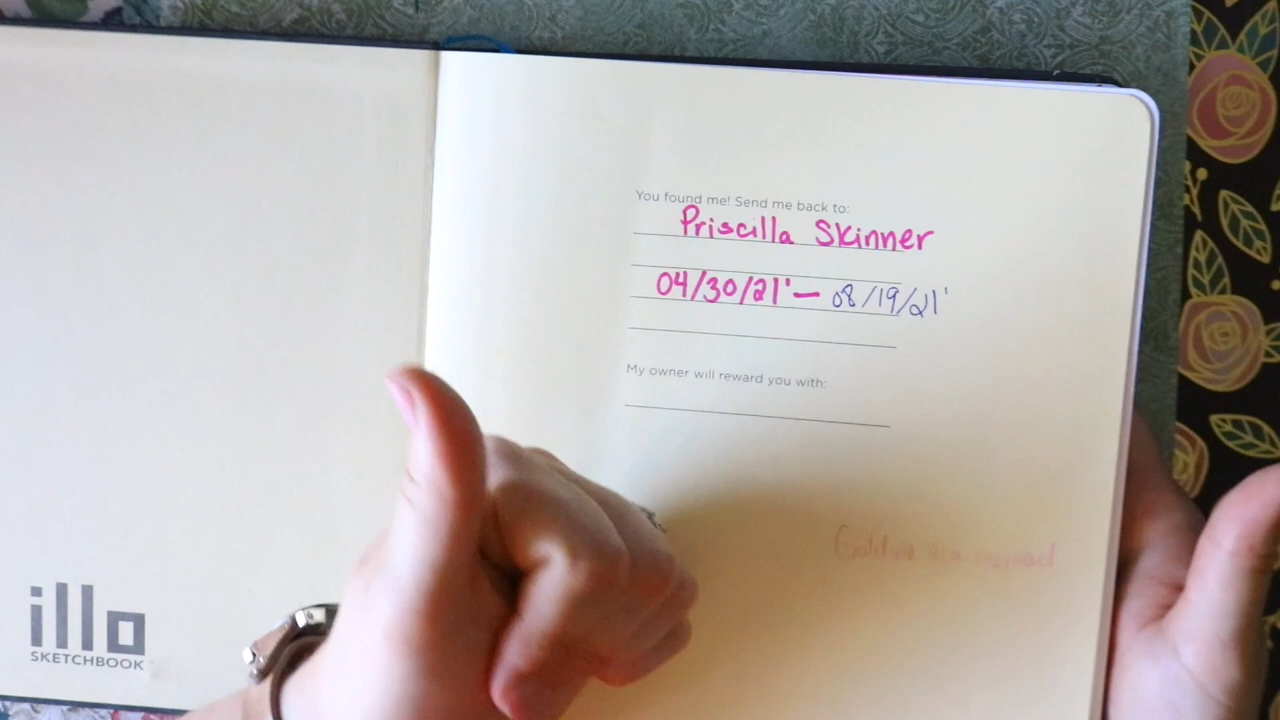 You found me! Send me back to:
Priscilla Skinner
04/30/21'— 08/19/21'
My owner will reward you with:
illo
SKETCHBOOK